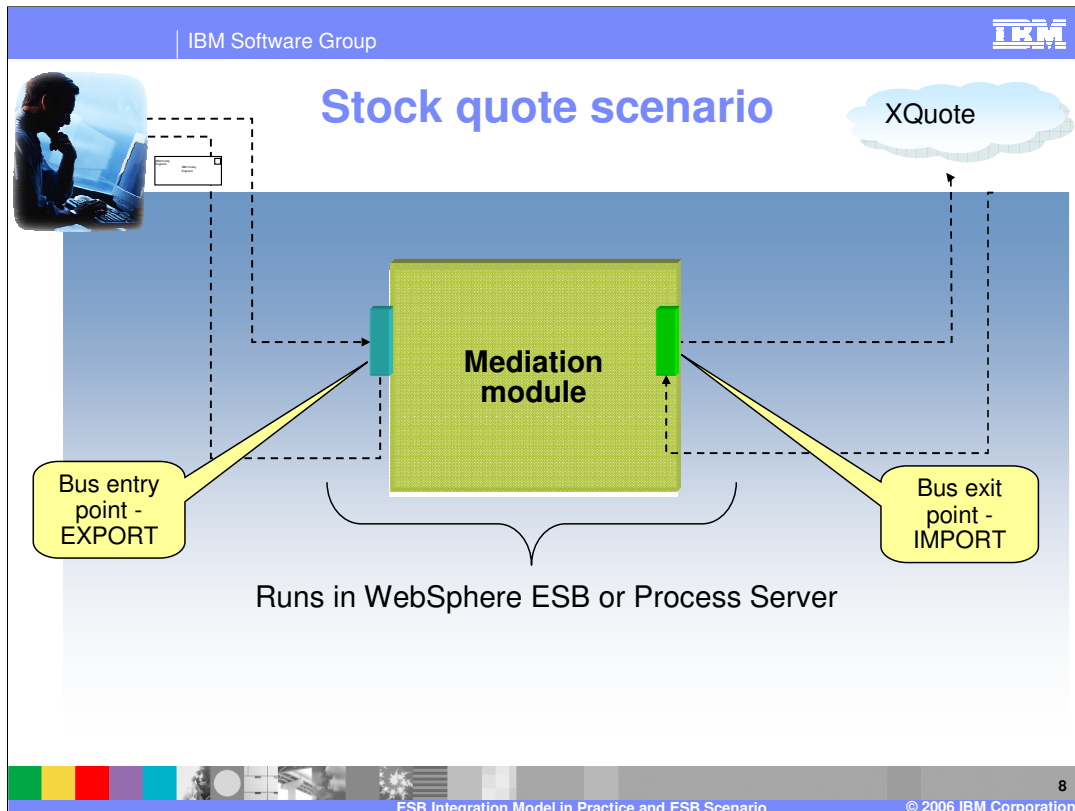 IBM Software Group
IBM
Stock quote scenario
XQuote
Mediation
module
Bus entry
point -
EXPORT
Bus exit
point -
IMPORT
Runs in WebSphere ESB or Process Server
8
ESB Integration Model in Practice and ESB Scenario
© 2006 IBM Corporation